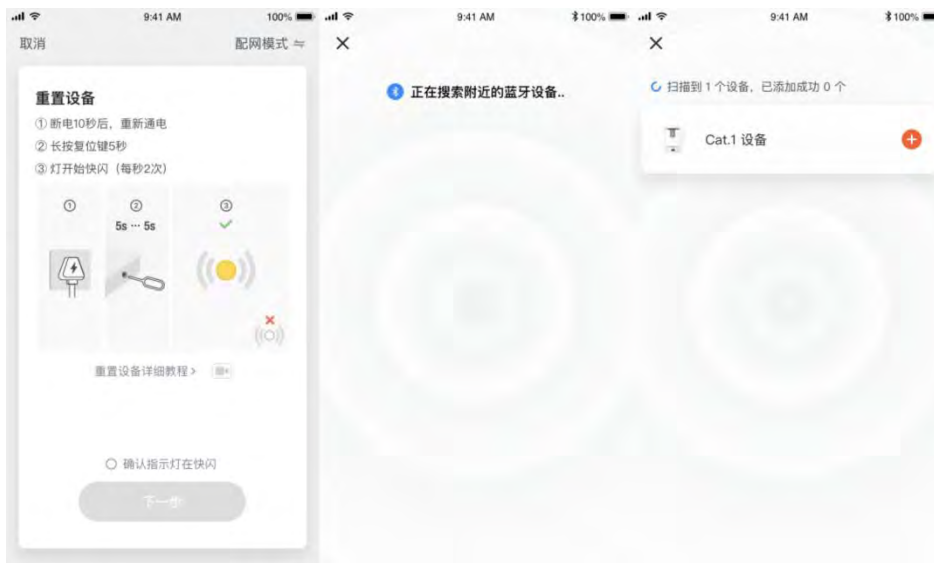 9:41 AM
100%
取消
配网模式
重置设备
① 断电10秒后，重新通电
② 长按复位键5秒
③ 灯开始快闪（每秒2次）
①
②
③
5s ··· 5s
重置设备详细教程 >
确认指示灯在快闪
下一步
9:41 AM
100%
正在搜索附近的蓝牙设备..
9:41 AM
100%
扫描到 1 个设备，已添加成功 0 个
Cat.1 设备